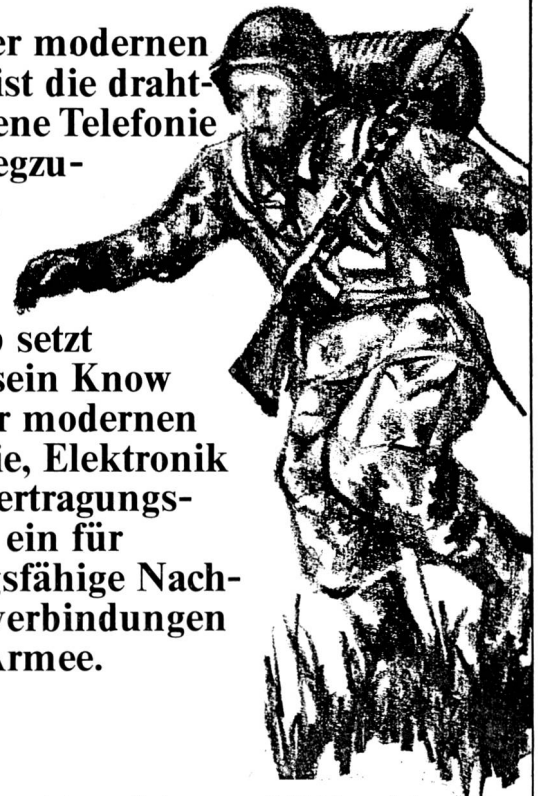 er modernen
ist die draht-
ene Telefonie
egzu-
setzt
sein Know
r modernen
ie, Elektronik
ertragungs-
ein für
gsfähige Nach-
verbindungen
Armee.